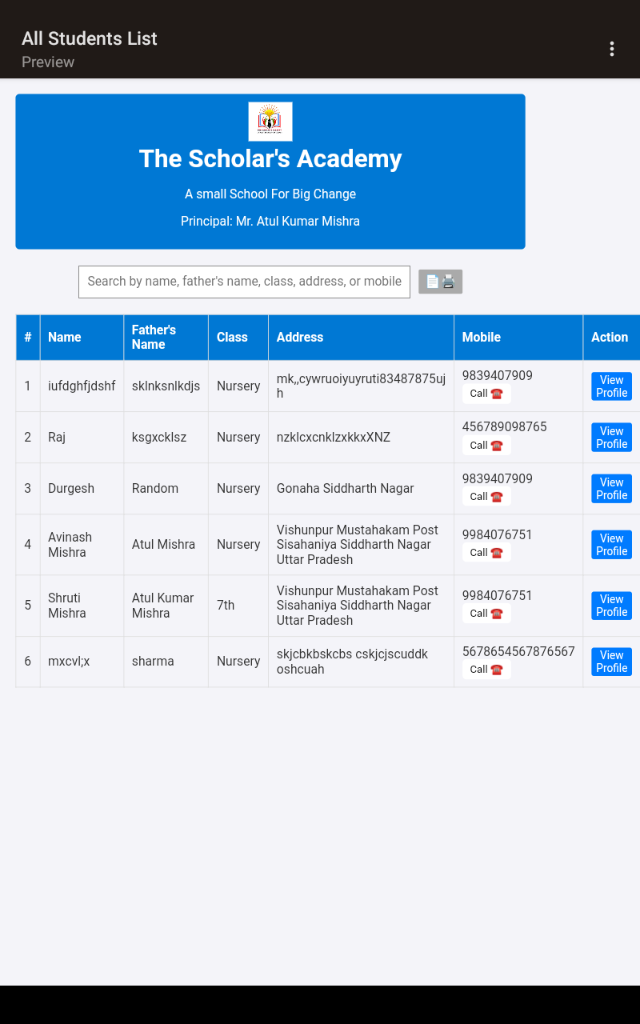 All Students List
Preview
The Scholar's Academy
A small School For Big Change
Principal: Mr. Atul Kumar Mishra
Search by name, father's name, class, address, or mobile
# Name Father's Name Class Address Mobile Action
1 iufdghfjdshf sklnksnlkdjs Nursery mk,,cywruoiyuyruti83487875uj h 9839407909 Call View Profile
2 Raj ksgxcklsz Nursery nzklcxcnklzxkkxXNZ 456789098765 Call View Profile
3 Durgesh Random Nursery Gonaha Siddharth Nagar 9839407909 Call View Profile
4 Avinash Mishra Atul Mishra Nursery Vishunpur Mustahakam Post Sisahaniya Siddharth Nagar Uttar Pradesh 9984076751 Call View Profile
5 Shruti Mishra Atul Kumar Mishra 7th Vishunpur Mustahakam Post Sisahaniya Siddharth Nagar Uttar Pradesh 9984076751 Call View Profile
6 mxcvl;x sharma Nursery skjcbkbskcbs cskjcjscuddk oshcuah 5678654567876567 Call View Profile